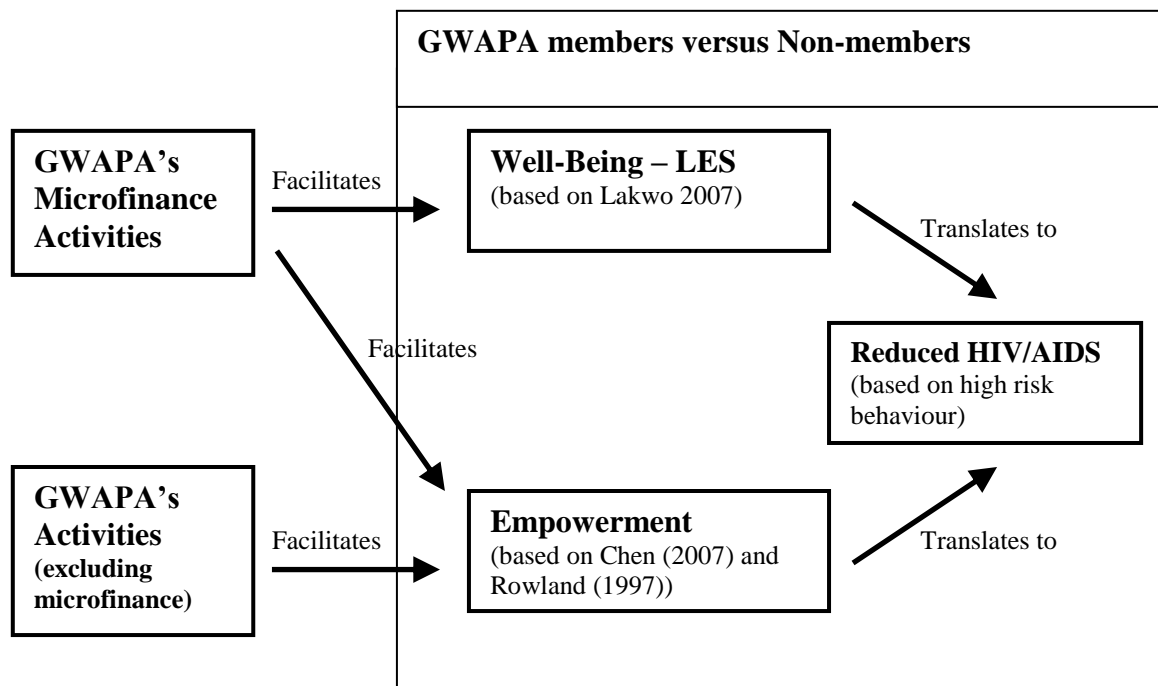 GWAPA members versus Non-members
GWAPA's
Microfinance
Activities
Facilitates
Well-Being – LES
(based on Lakwo 2007)
Translates to
Facilitates
Reduced HIV/AIDS
(based on high risk
behaviour)
GWAPA's
Activities
(excluding
microfinance)
Facilitates
Empowerment
(based on Chen (2007) and
Rowland (1997))
Translates to